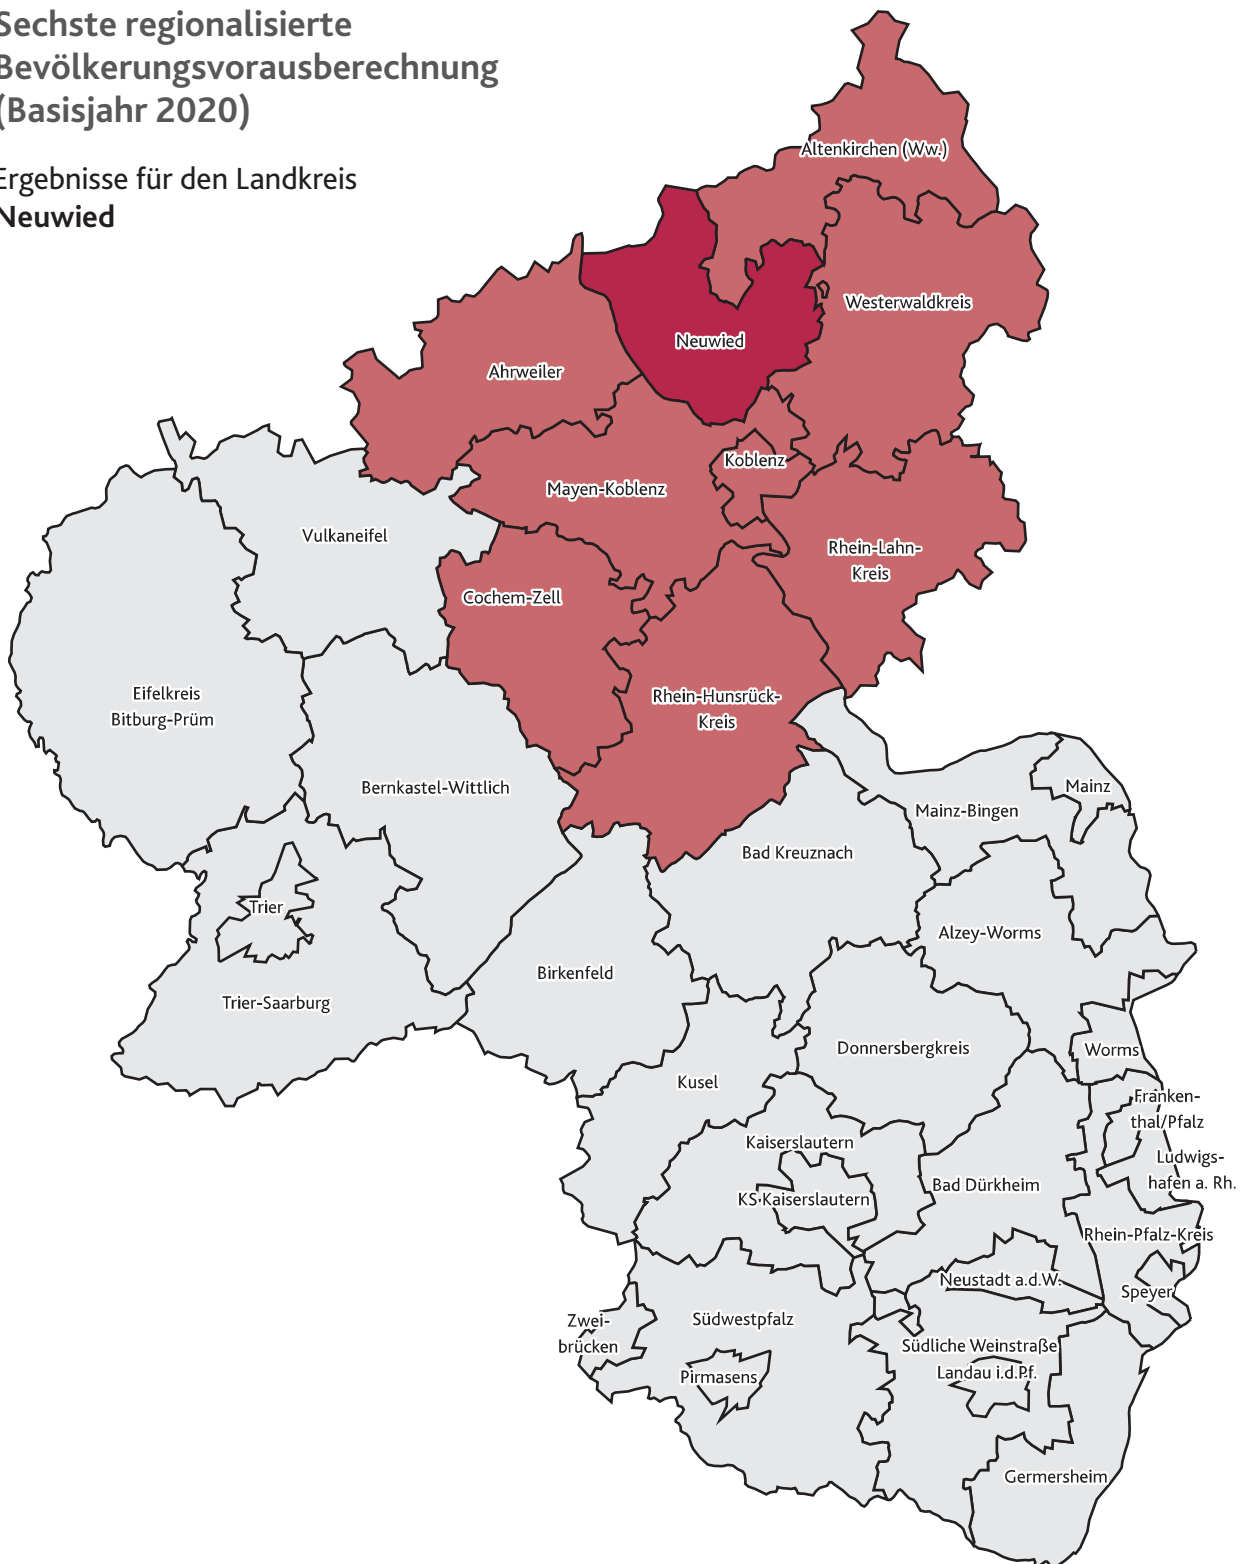 Sechste regionalisierte
Bevölkerungsvorausberechnung
(Basisjahr 2020)
Ergebnisse für den Landkreis
Neuwied
Altenkirchen (Ww.)
Westerwaldkreis
Neuwied
Ahrweiler
Koblenz
Mayen-Koblenz
Vulkaneifel
Rhein-Lahn-
Kreis
Cochem-Zell
Eifelkreis
Bitburg-Prüm
Rhein-Hunsrück-
Kreis
Bernkastel-Wittlich
Mainz
Mainz-Bingen
Bad Kreuznach
Trier
Alzey-Worms
Birkenfeld
Trier-Saarburg
Donnersbergkreis
Worms
Kusel
Franken-
thal/Pfalz
Kaiserslautern
Ludwigs-
hafen a. Rh.
Bad Dürkheim
KS Kaiserslautern
Rhein-Pfalz-Kreis
Neustadt a.d.W.
Speyer
Zwei-
brücken
Südwestpfalz
Südliche Weinstraße
Landau i.d.Pf.
Pirmasens
Germersheim